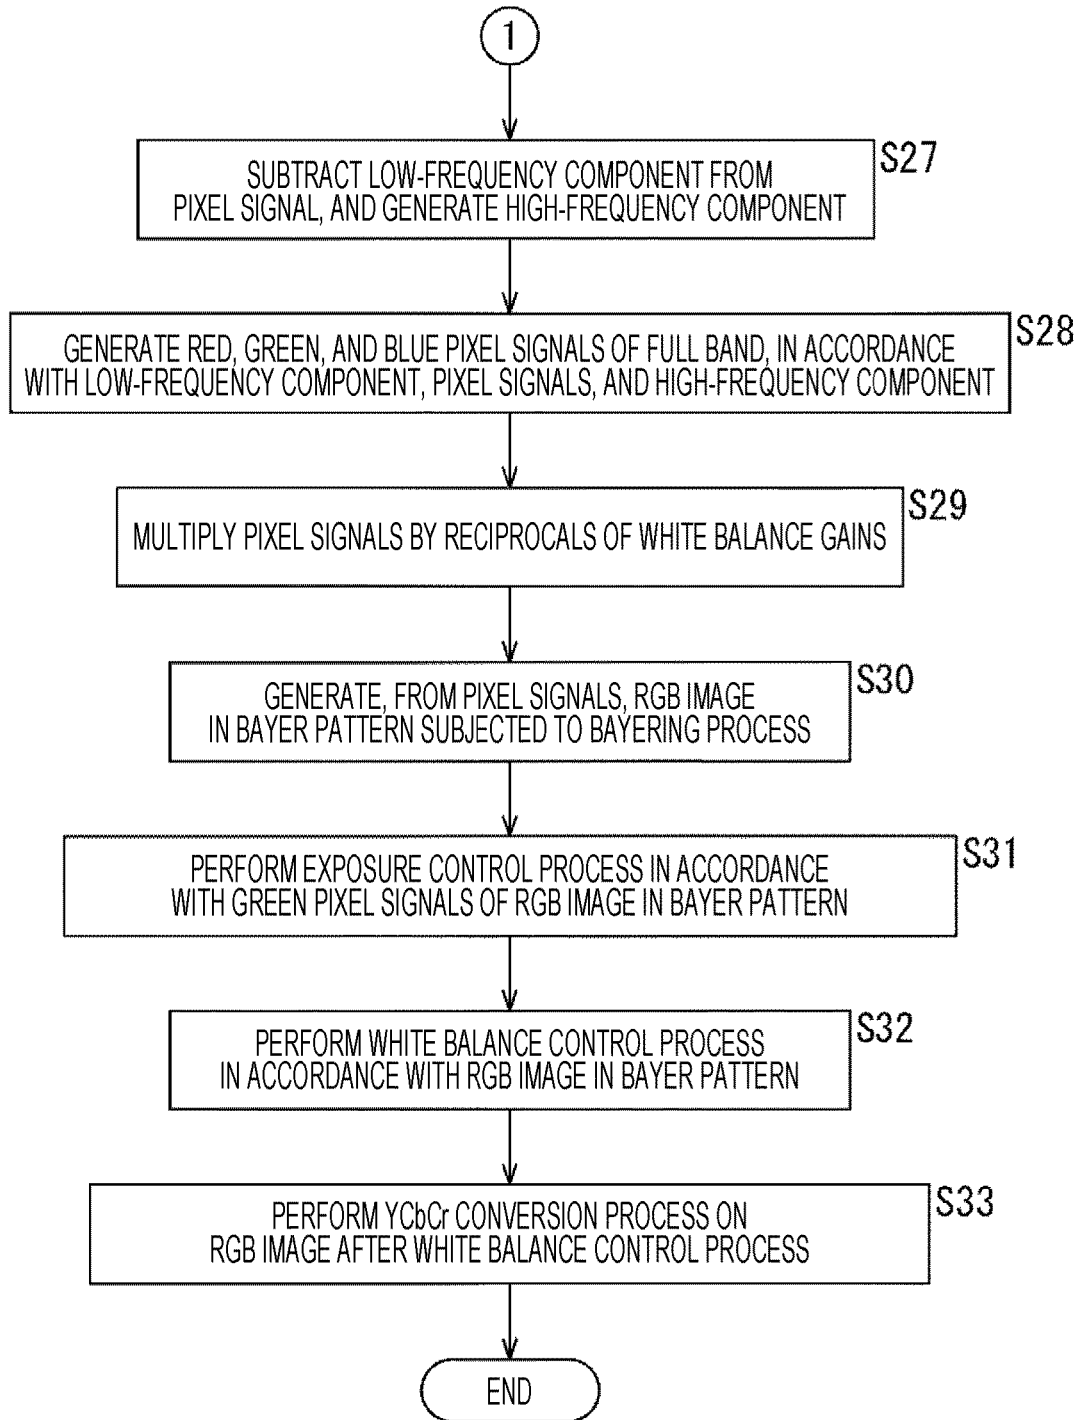 1
S27
SUBTRACT LOW-FREQUENCY COMPONENT FROM
PIXEL SIGNAL, AND GENERATE HIGH-FREQUENCY COMPONENT
S28
GENERATE RED, GREEN, AND BLUE PIXEL SIGNALS OF FULL BAND, IN ACCORDANCE
WITH LOW-FREQUENCY COMPONENT, PIXEL SIGNALS, AND HIGH-FREQUENCY COMPONENT
S29
MULTIPLY PIXEL SIGNALS BY RECIPROCALS OF WHITE BALANCE GAINS
S30
GENERATE, FROM PIXEL SIGNALS, RGB IMAGE
IN BAYER PATTERN SUBJECTED TO BAYERING PROCESS
S31
PERFORM EXPOSURE CONTROL PROCESS IN ACCORDANCE
WITH GREEN PIXEL SIGNALS OF RGB IMAGE IN BAYER PATTERN
S32
PERFORM WHITE BALANCE CONTROL PROCESS
IN ACCORDANCE WITH RGB IMAGE IN BAYER PATTERN
S33
PERFORM YCbCr CONVERSION PROCESS ON
RGB IMAGE AFTER WHITE BALANCE CONTROL PROCESS
END